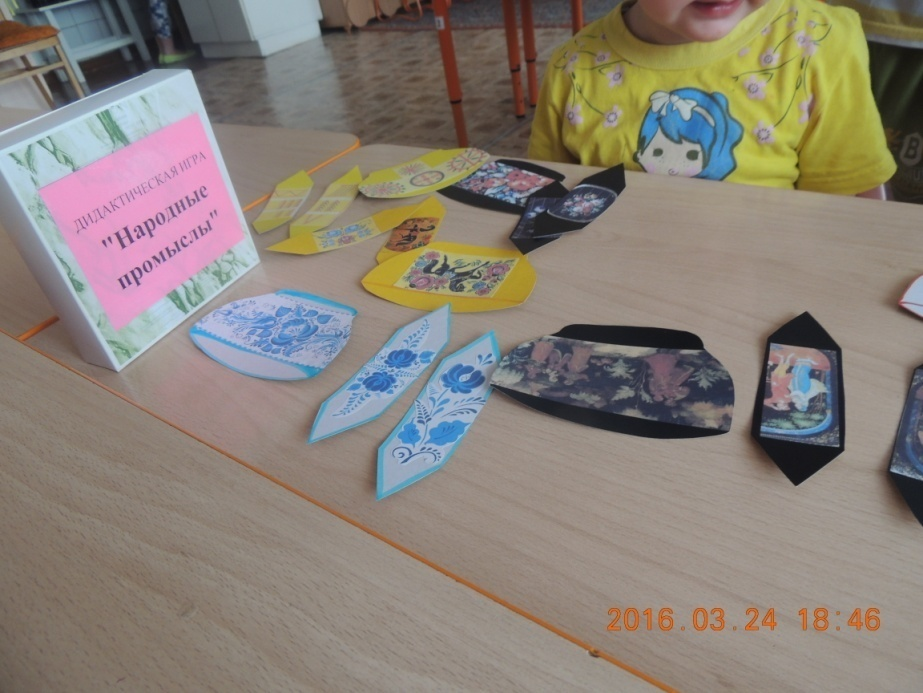 ДИДАКТИЧЕСКАЯ ИГРА
"Народные
промыслы"
2016.03.24 18:46